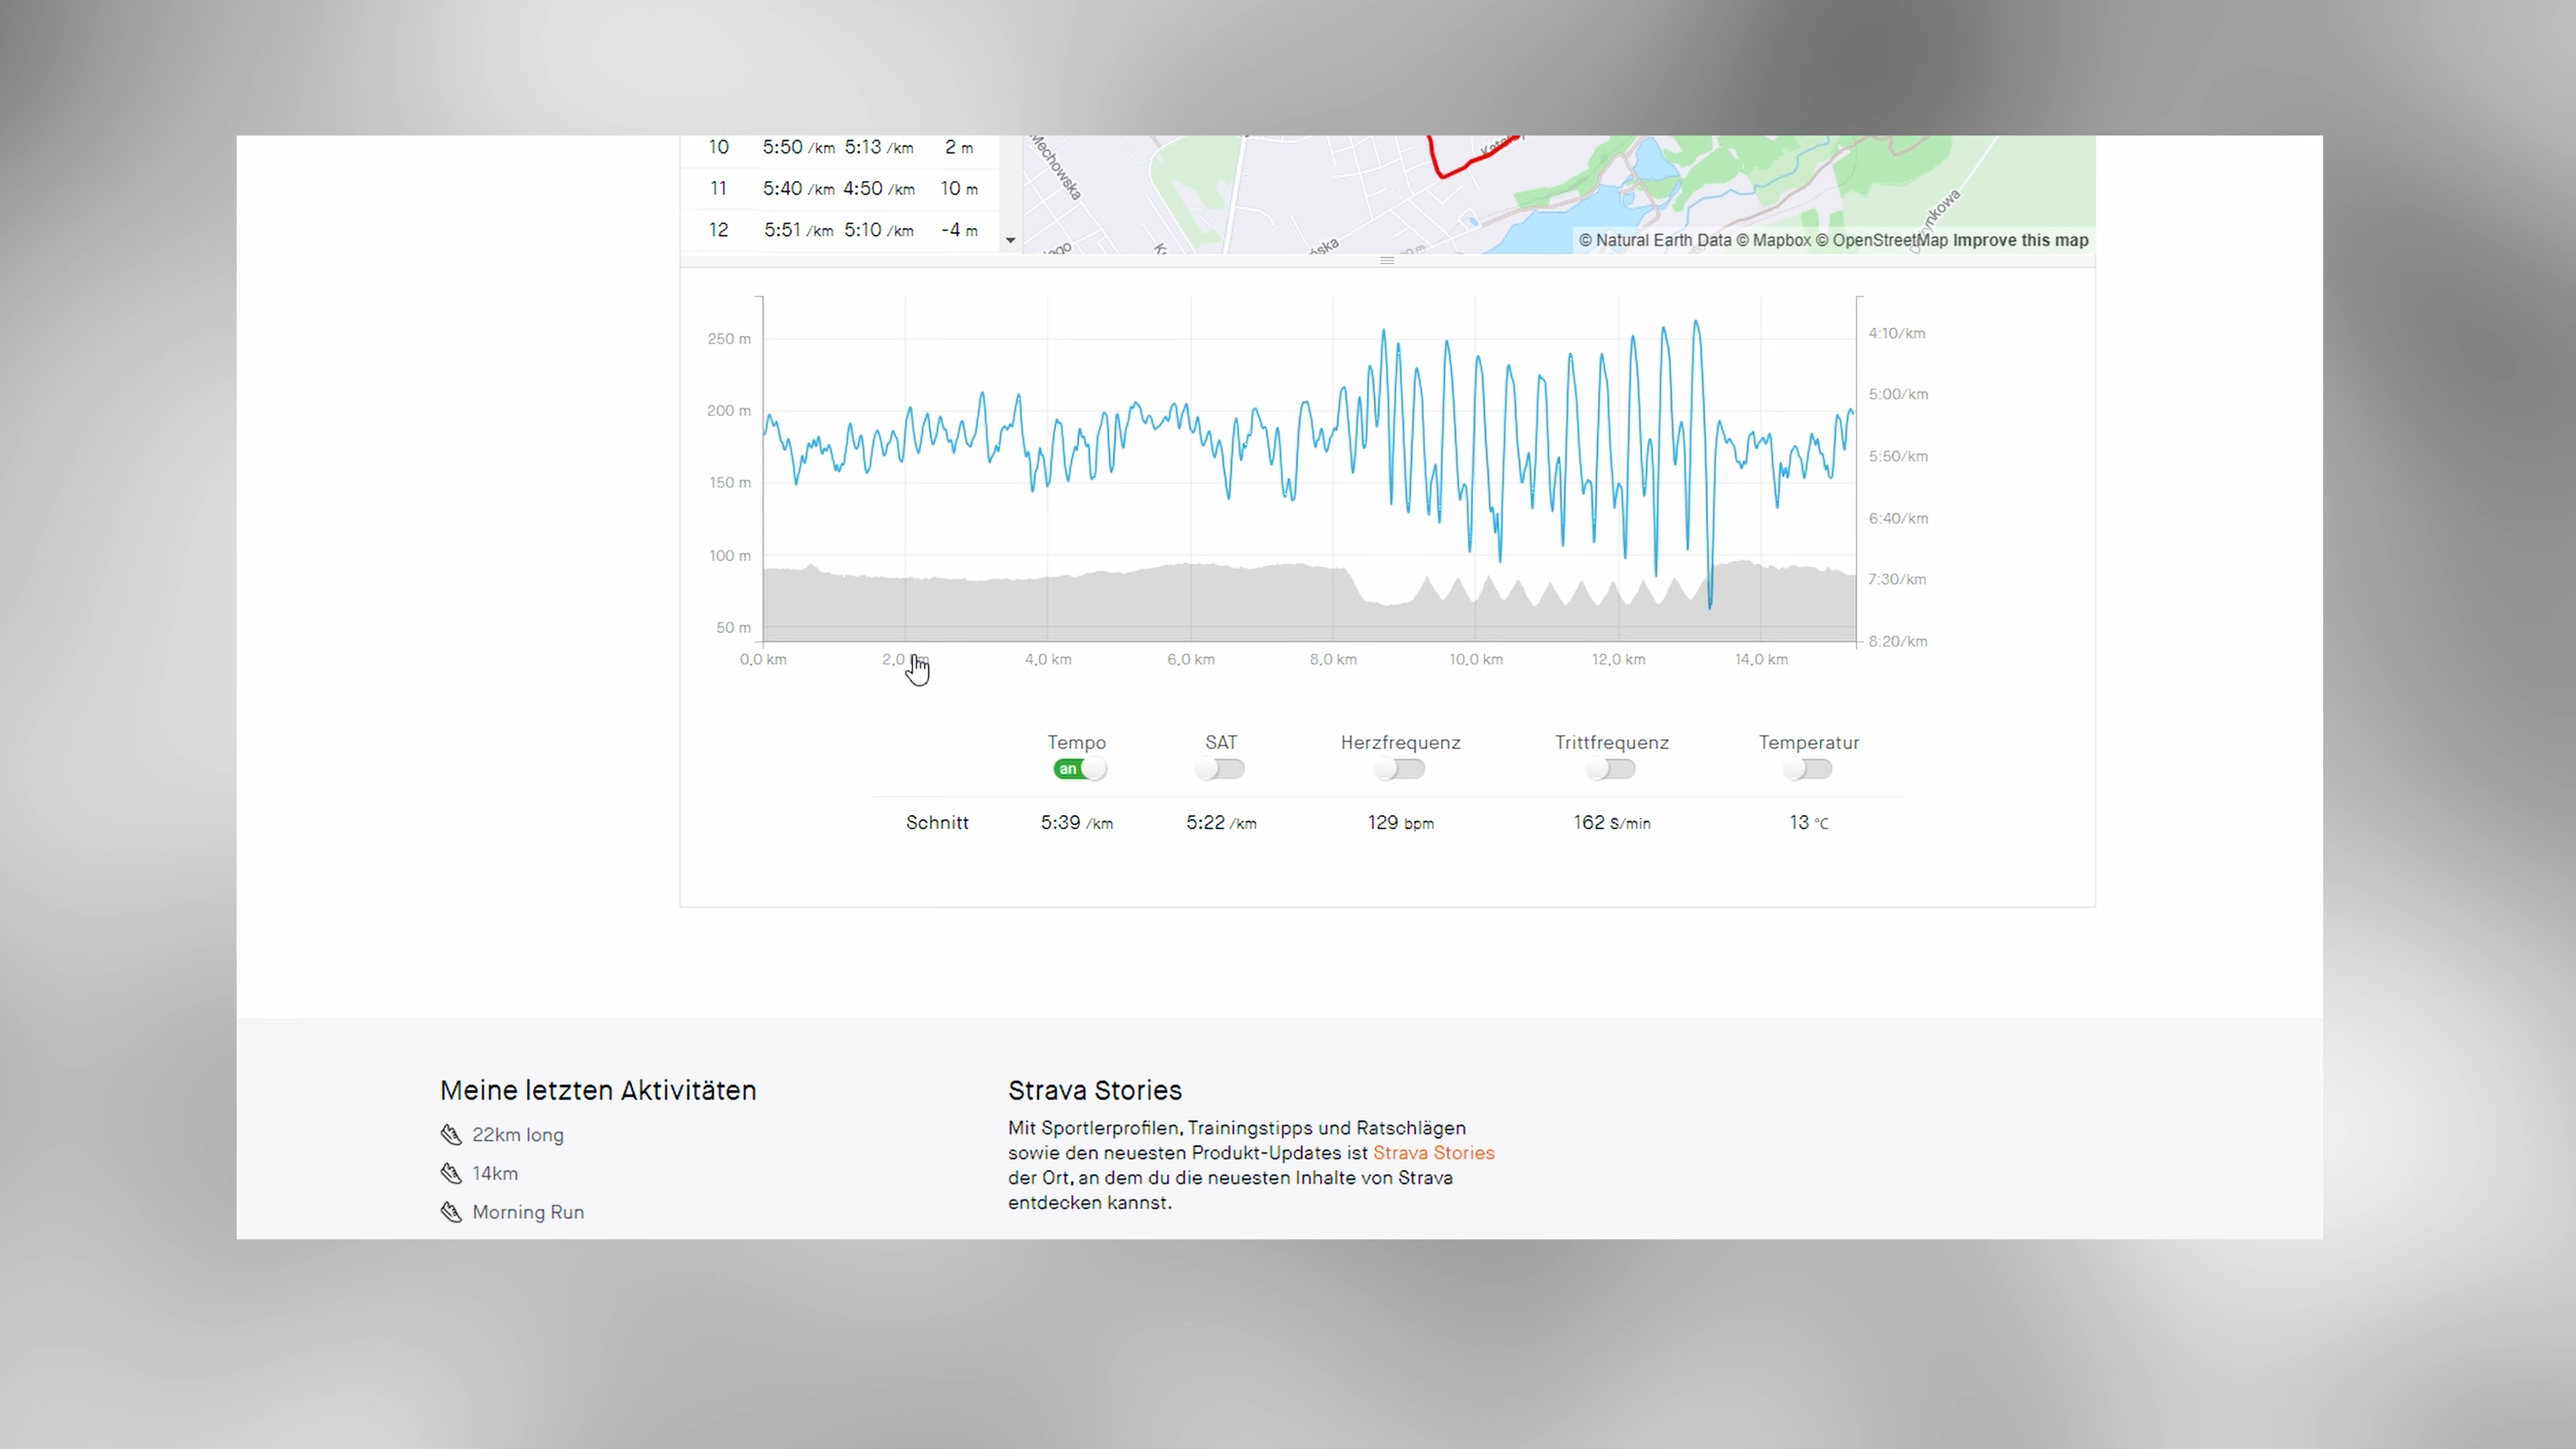 10 5:50 /km 5:13 /km 2 m
11 5:40 /km 4:50 /km 10 m
12 5:51 /km 5:10 /km -4 m
Mechowska
© Natural Earth Data © Mapbox © OpenStreetMap Improve this map
250 m
200 m
150 m
100 m
50 m
4:10/km
5:00/km
5:50/km
6:40/km
7:30/km
8:20/km
0,0 km 2,0 km 4,0 km 6,0 km 8,0 km 10,0 km 12,0 km 14,0 km
Tempo SAT Herzfrequenz Trittfrequenz Temperatur
an
Schnitt 5:39 /km 5:22 /km 129 bpm 162 S/min 13 °C
Meine letzten Aktivitäten
22km long
14km
Morning Run
Strava Stories
Mit Sportlerprofilen, Trainingstipps und Ratschlägen
sowie den neuesten Produkt-Updates ist Strava Stories
der Ort, an dem du die neuesten Inhalte von Strava
entdecken kannst.